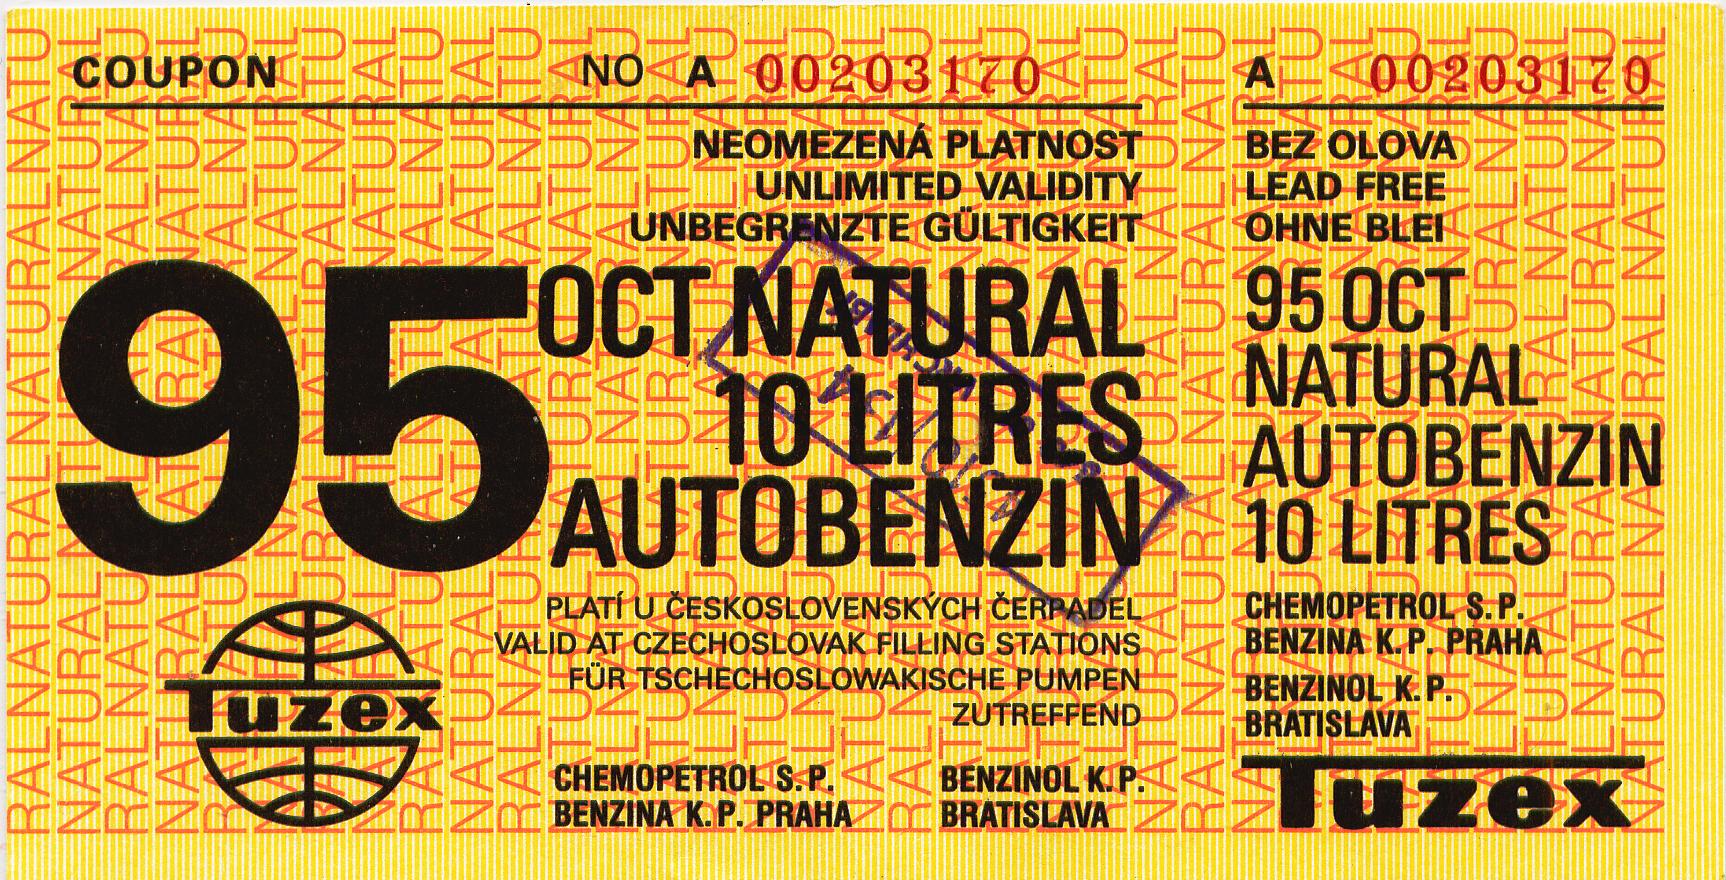 COUPON NO A 00203170
NEOMEZENÁ PLATNOST
UNLIMITED VALIDITY
UNBEGRENZTE GÜLTIGKEIT
95 OCT NATURAL
10 LITRES
AUTOBENZIN
PLATÍ U ČESKOSLOVENSKÝCH ČERPADEL
VALID AT CZECHOSLOVAK FILLING STATIONS
FÜR TSCHECHOSLOWAKISCHE PUMPEN
ZUTREFFEND
Tuzex
CHEMOPETROL S.P.
BENZINA K.P. PRAHA
BENZINOL K.P.
BRATISLAVA
A 00203170
BEZ OLOVA
LEAD FREE
OHNE BLEI
95 OCT
NATURAL
AUTOBENZIN
10 LITRES
CHEMOPETROL S.P.
BENZINA K.P. PRAHA
BENZINOL K.P.
BRATISLAVA
Tuzex